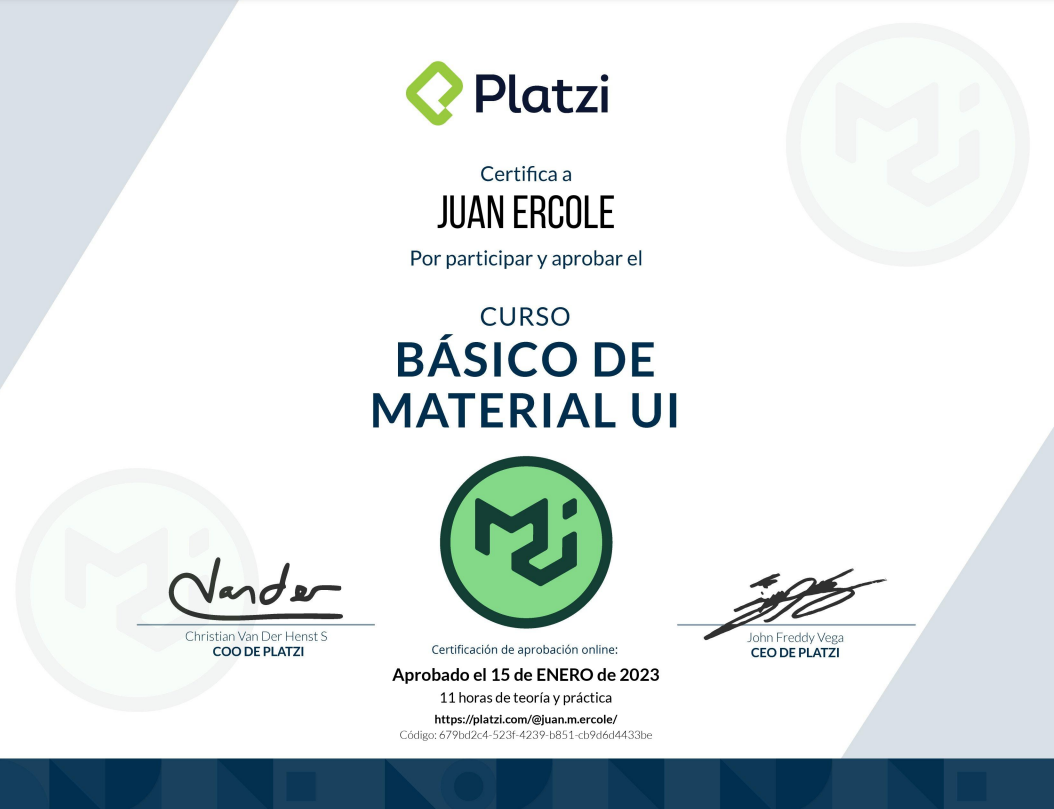 Platzi
Certifica a
JUAN ERCOLE
Por participar y aprobar el
CURSO
BÁSICO DE
MATERIAL UI
Vander
Christian Van Der Henst S
COO DE PLATZI
John Freddy Vega
CEO DE PLATZI
Certificación de aprobación online:
Aprobado el 15 de ENERO de 2023
11 horas de teoría y práctica
https://platzi.com/@juan.m.ercole/
Código: 679bd2c4-523f-4239-b851-cb9d6d4433be